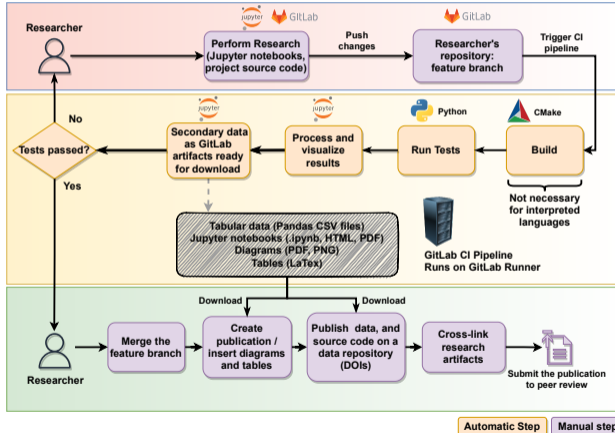 Researcher
jupyter
GitLab
GitLab
Perform Research
(Jupyter notebooks,
project source code)
Push
changes
Researcher's
repository:
feature branch
Trigger CI
pipeline
No
Tests passed?
Yes
jupyter
Secondary data
as GitLab
artifacts ready
for download
jupyter
Process and
visualize
results
Python
Run Tests
CMake
Build
Not necessary
for interpreted
languages
Tabular data (Pandas CSV files)
Jupyter notebooks (.ipynb, HTML, PDF)
Diagrams (PDF, PNG)
Tables (LaTex)
GitLab CI Pipeline
Runs on GitLab Runner
Download
Download
Researcher
Merge the
feature branch
Create
publication /
insert diagrams
and tables
Publish data, and
source code on a
data repository
(DOIs)
Cross-link
research
artifacts
Submit the publication
to peer review
Automatic Step
Manual step